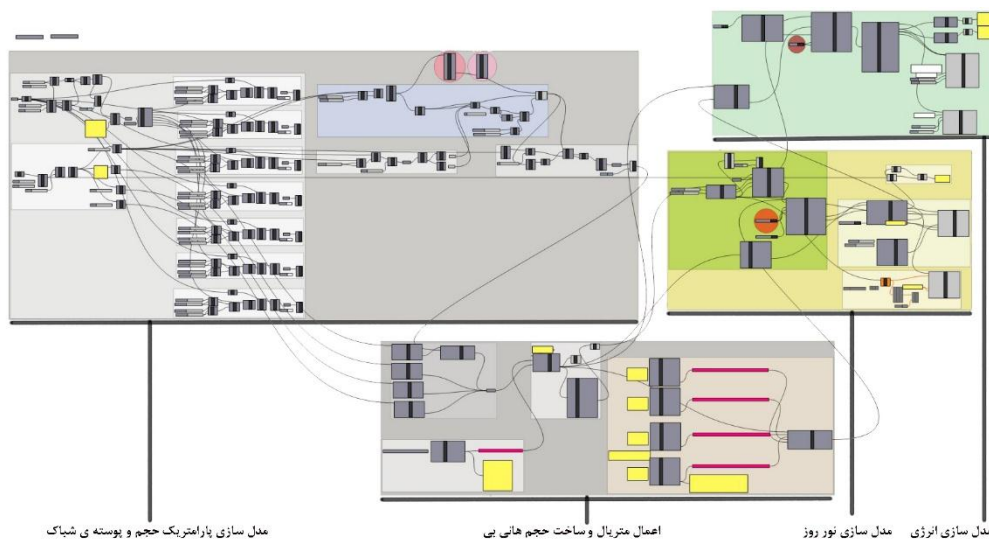 مدل سازی انرژی
مدل سازی نور روز
اعمال متریال و ساخت حجم هانی بی
مدل سازی پارامتریک حجم و پوسته ی شباک